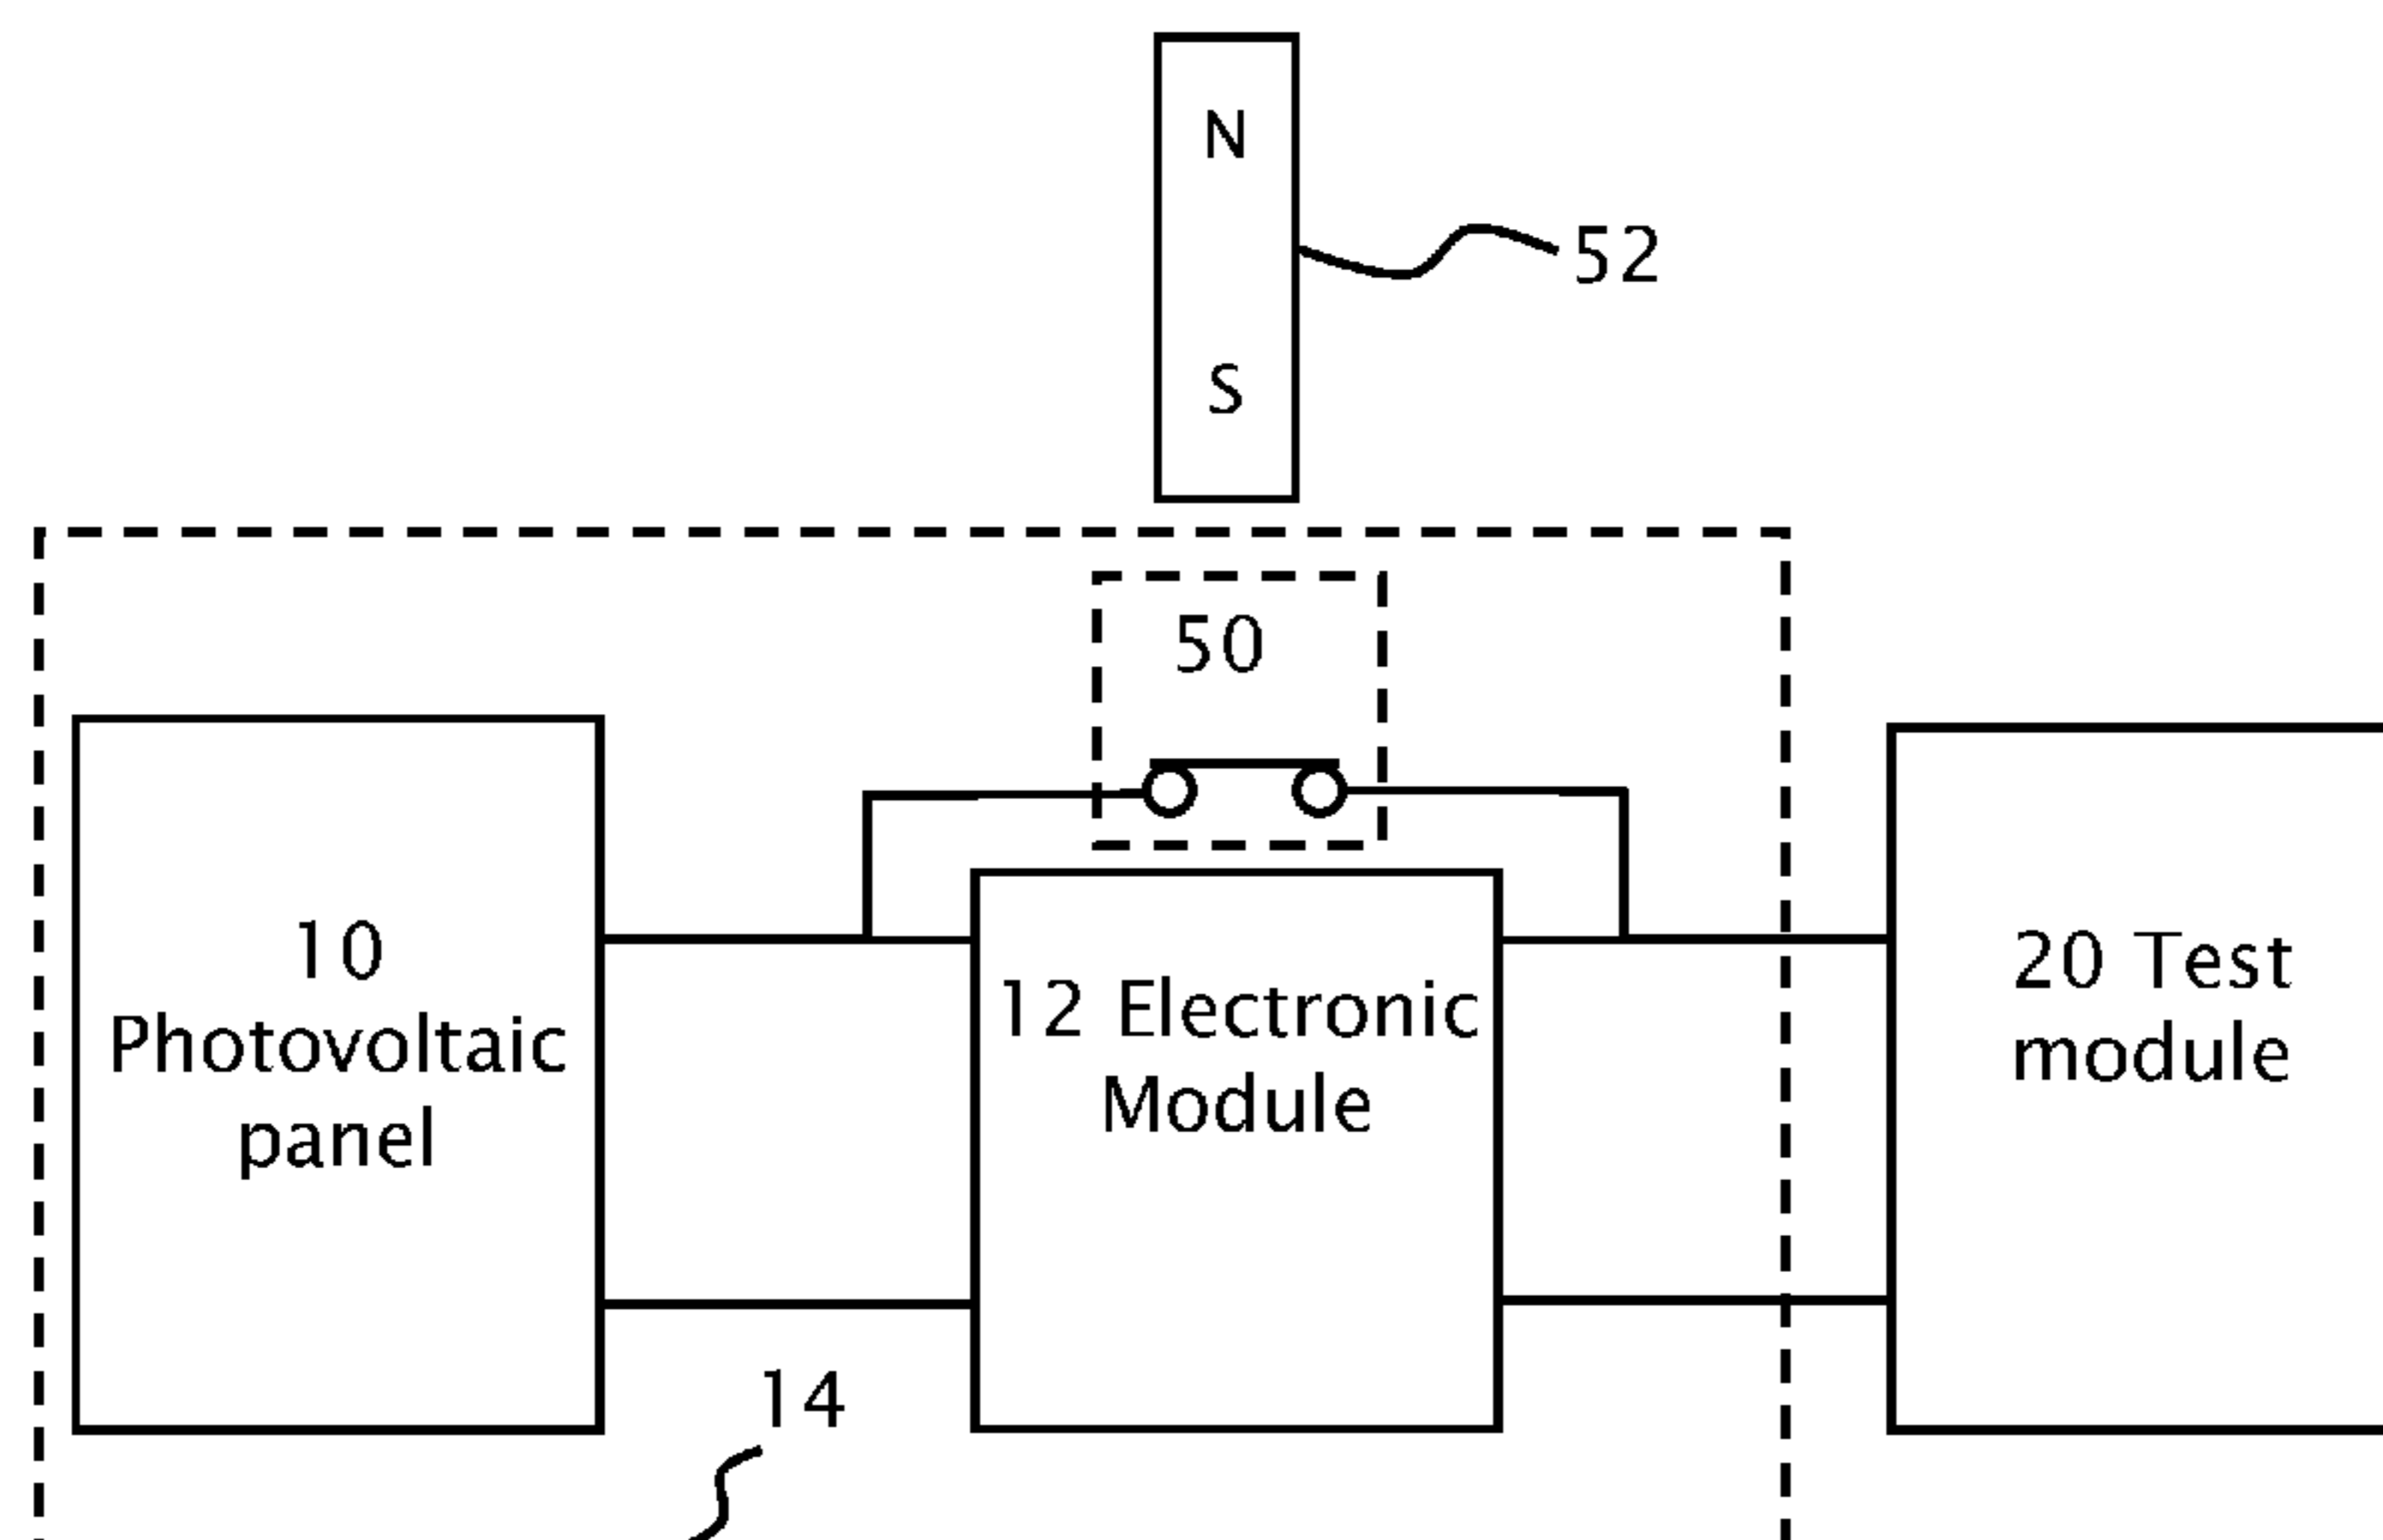 N
52
S
50
10
Photovoltaic
panel
12 Electronic
Module
20 Test
module
14